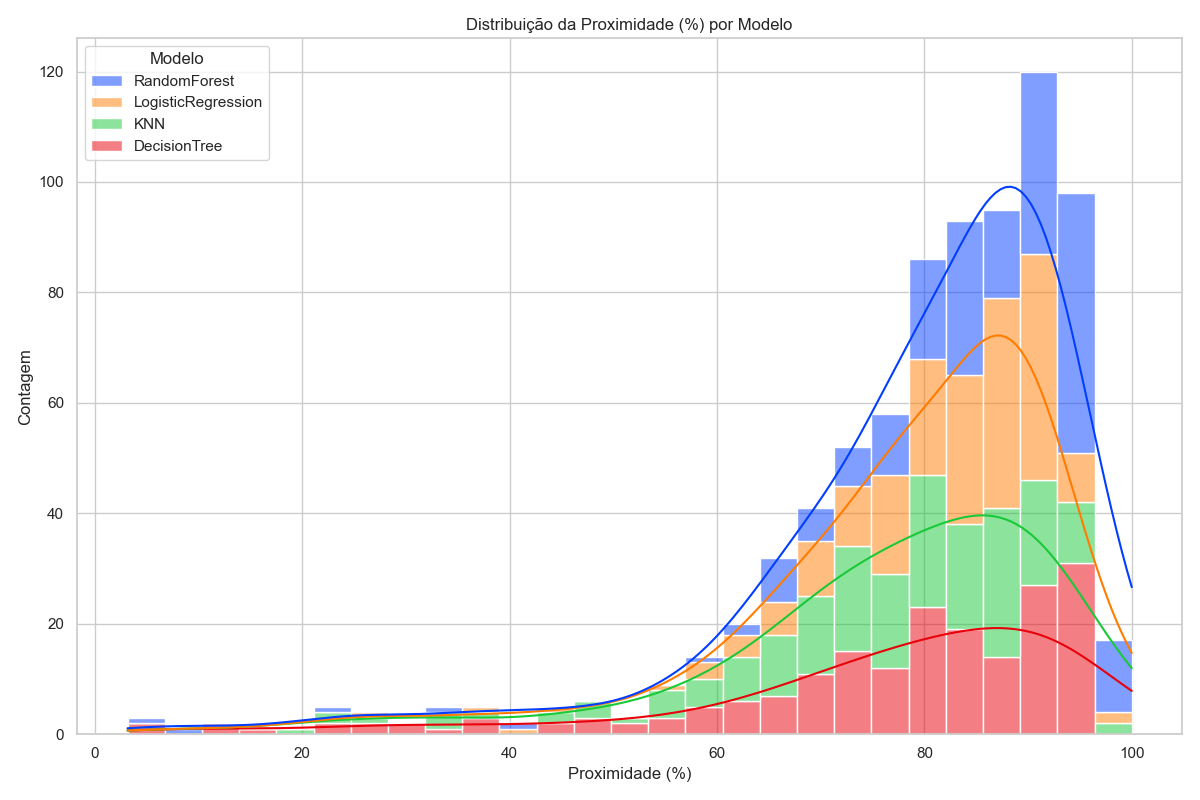 Distribuição da Proximidade (%) por Modelo
Modelo
RandomForest
LogisticRegression
KNN
DecisionTree
Contagem
120
100
80
60
40
20
0
0 20 40 60 80 100
Proximidade (%)